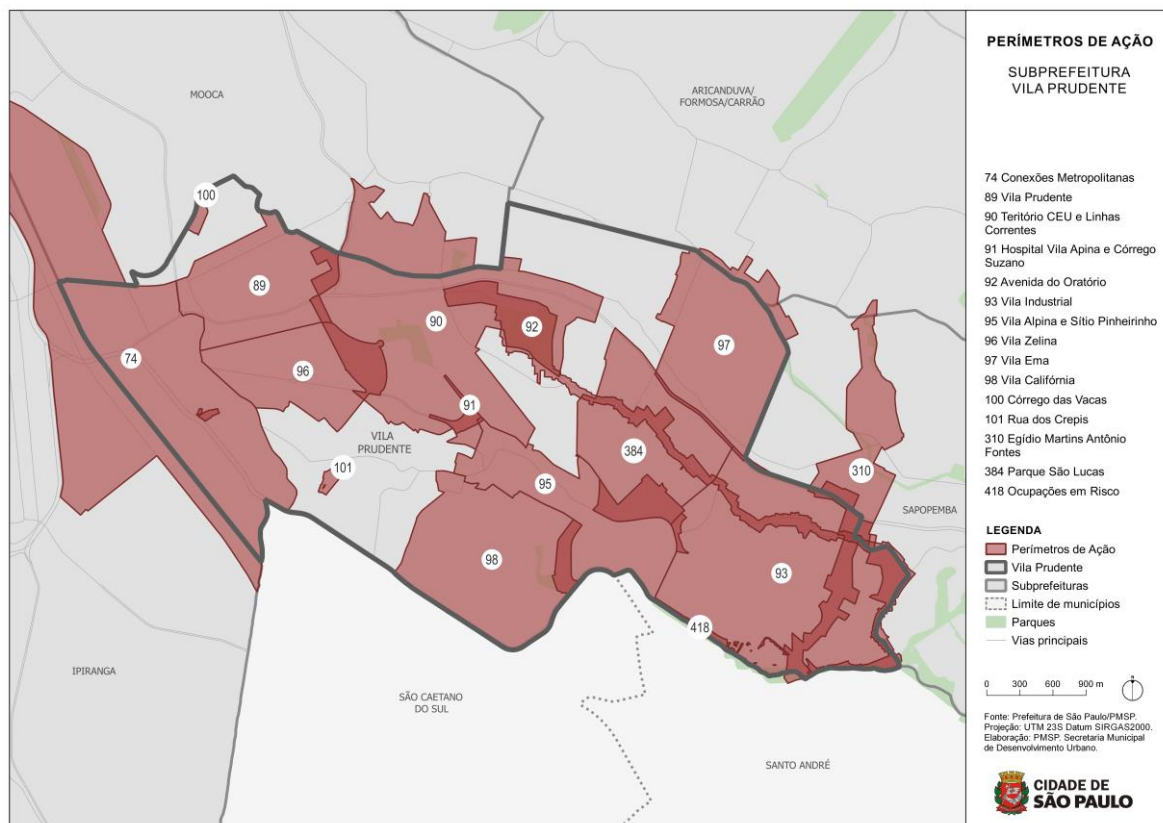 MOOCA
ARICANDUVA/
FORMOSA/CARRÃO
100
89
90
92
74
96
97
91
VILA
PRUDENTE
384
101
95
310
SAPOPEMBA
98
93
418
IPIRANGA
SÃO CAETANO
DO SUL
SANTO ANDRÉ
PERÍMETROS DE AÇÃO
SUBPREFEITURA
VILA PRUDENTE
74 Conexões Metropolitanas
89 Vila Prudente
90 Teritório CEU e Linhas
Correntes
91 Hospital Vila Apina e Córrego
Suzano
92 Avenida do Oratório
93 Vila Industrial
95 Vila Alpina e Sítio Pinheirinho
96 Vila Zelina
97 Vila Ema
98 Vila Califórnia
100 Córrego das Vacas
101 Rua dos Crepis
310 Egídio Martins Antônio
Fontes
384 Parque São Lucas
418 Ocupações em Risco
LEGENDA
Perímetros de Ação
Vila Prudente
Subprefeituras
Limite de municípios
Parques
Vias principais
0 300 600 900 m
Fonte: Prefeitura de São Paulo/PMSP.
Projeção: UTM 23S Datum SIRGAS2000.
Elaboração: PMSP. Secretaria Municipal
de Desenvolvimento Urbano.
CIDADE DE
SÃO PAULO